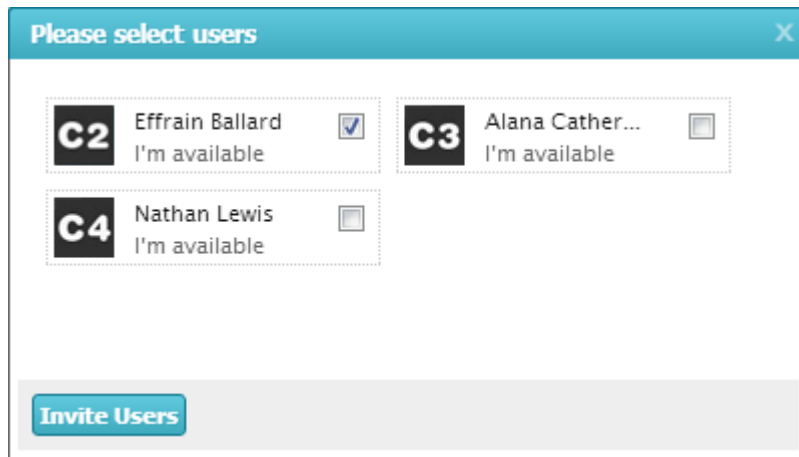 Please select users
x
C2
Effrain Ballard
I'm available
C3
Alana Cather...
I'm available
C4
Nathan Lewis
I'm available
Invite Users